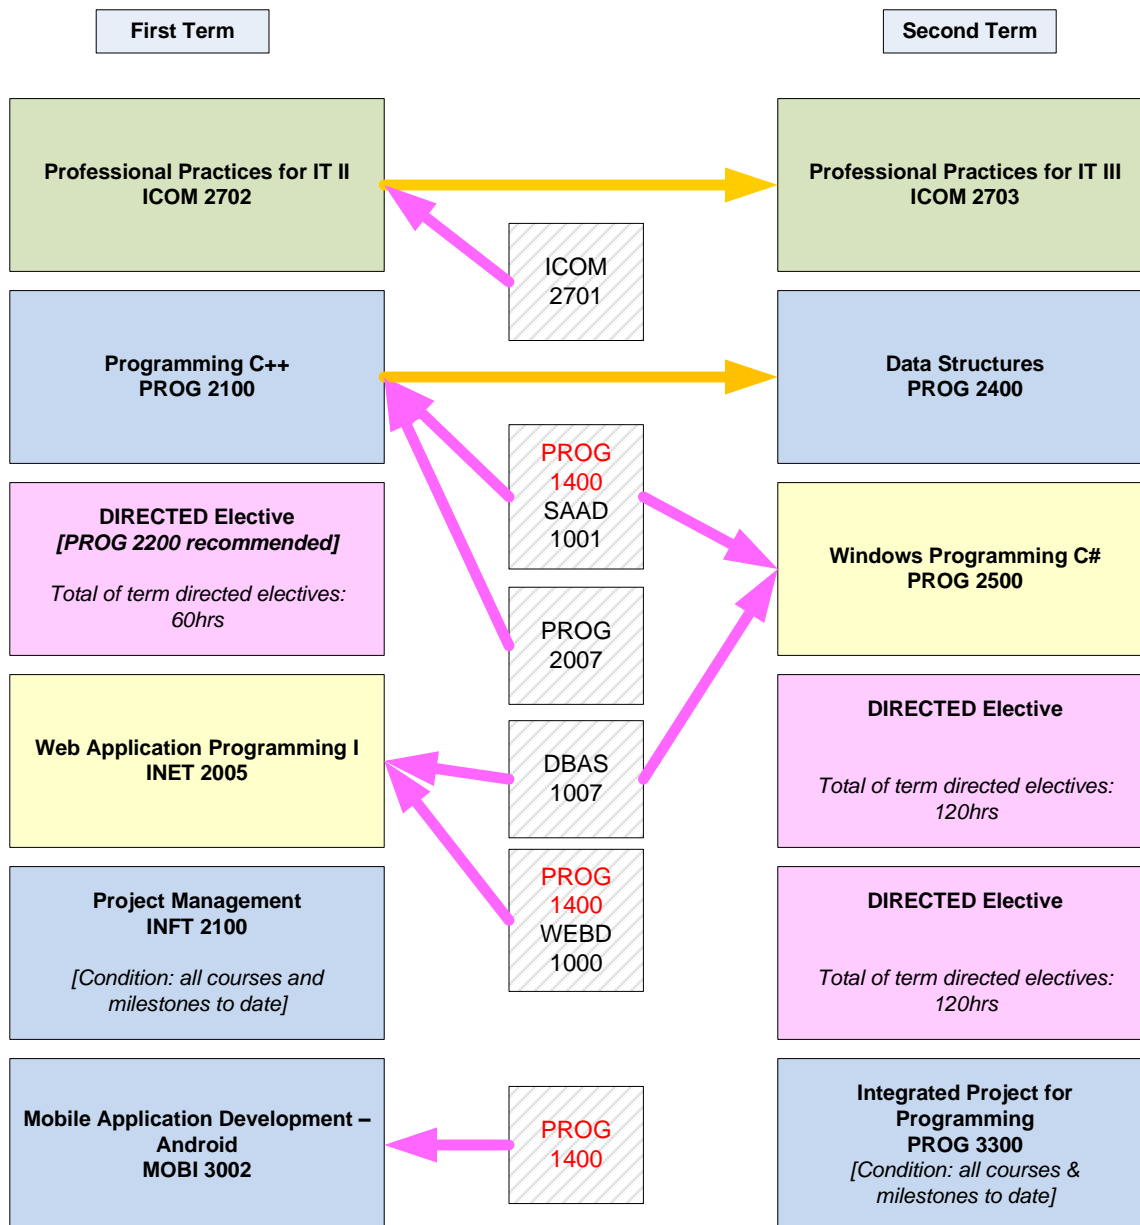 First Term
Second Term
Professional Practices for IT II
ICOM 2702
Professional Practices for IT III
ICOM 2703
ICOM
2701
Programming C++
PROG 2100
Data Structures
PROG 2400
PROG
1400
SAAD
1001
DIRECTED Elective
[PROG 2200 recommended]
Total of term directed electives:
60hrs
Windows Programming C#
PROG 2500
PROG
2007
Web Application Programming I
INET 2005
DBAS
1007
DIRECTED Elective
Total of term directed electives:
120hrs
PROG
1400
WEBD
1000
Project Management
INFT 2100
[Condition: all courses and
milestones to date]
DIRECTED Elective
Total of term directed electives:
120hrs
Mobile Application Development –
Android
MOBI 3002
PROG
1400
Integrated Project for
Programming
PROG 3300
[Condition: all courses &
milestones to date]